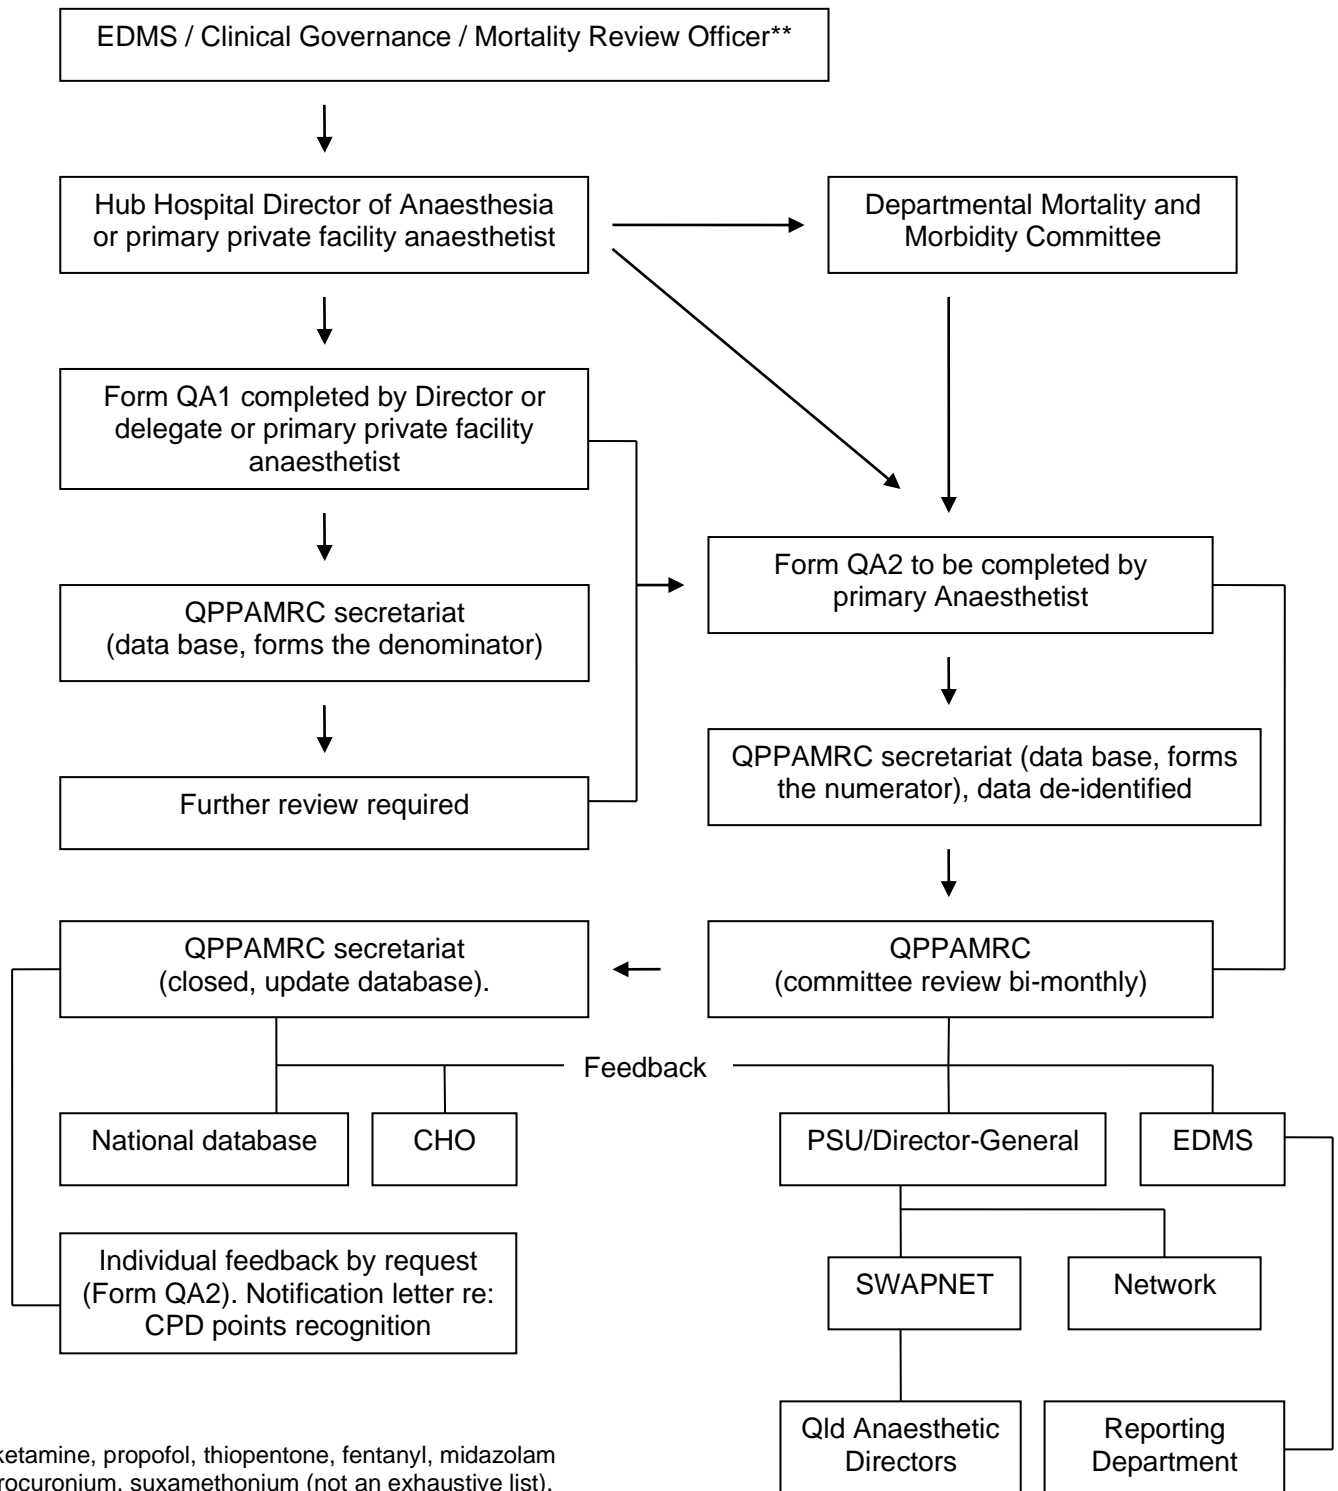 EDMS / Clinical Governance / Mortality Review Officer**
Hub Hospital Director of Anaesthesia
or primary private facility anaesthetist
Departmental Mortality and
Morbidity Committee
Form QA1 completed by Director or
delegate or primary private facility
anaesthetist
Form QA2 to be completed by
primary Anaesthetist
QPPAMRC secretariat
(data base, forms the denominator)
QPPAMRC secretariat (data base, forms
the numerator), data de-identified
Further review required
QPPAMRC secretariat
(closed, update database).
QPPAMRC
(committee review bi-monthly)
Feedback
National database
CHO
PSU/Director-General
EDMS
Individual feedback by request
(Form QA2). Notification letter re:
CPD points recognition
SWAPNET
Network
Qld Anaesthetic
Directors
Reporting
Department
ketamine, propofol, thiopentone, fentanyl, midazolam
rocuronium, suxamethonium (not an exhaustive list).